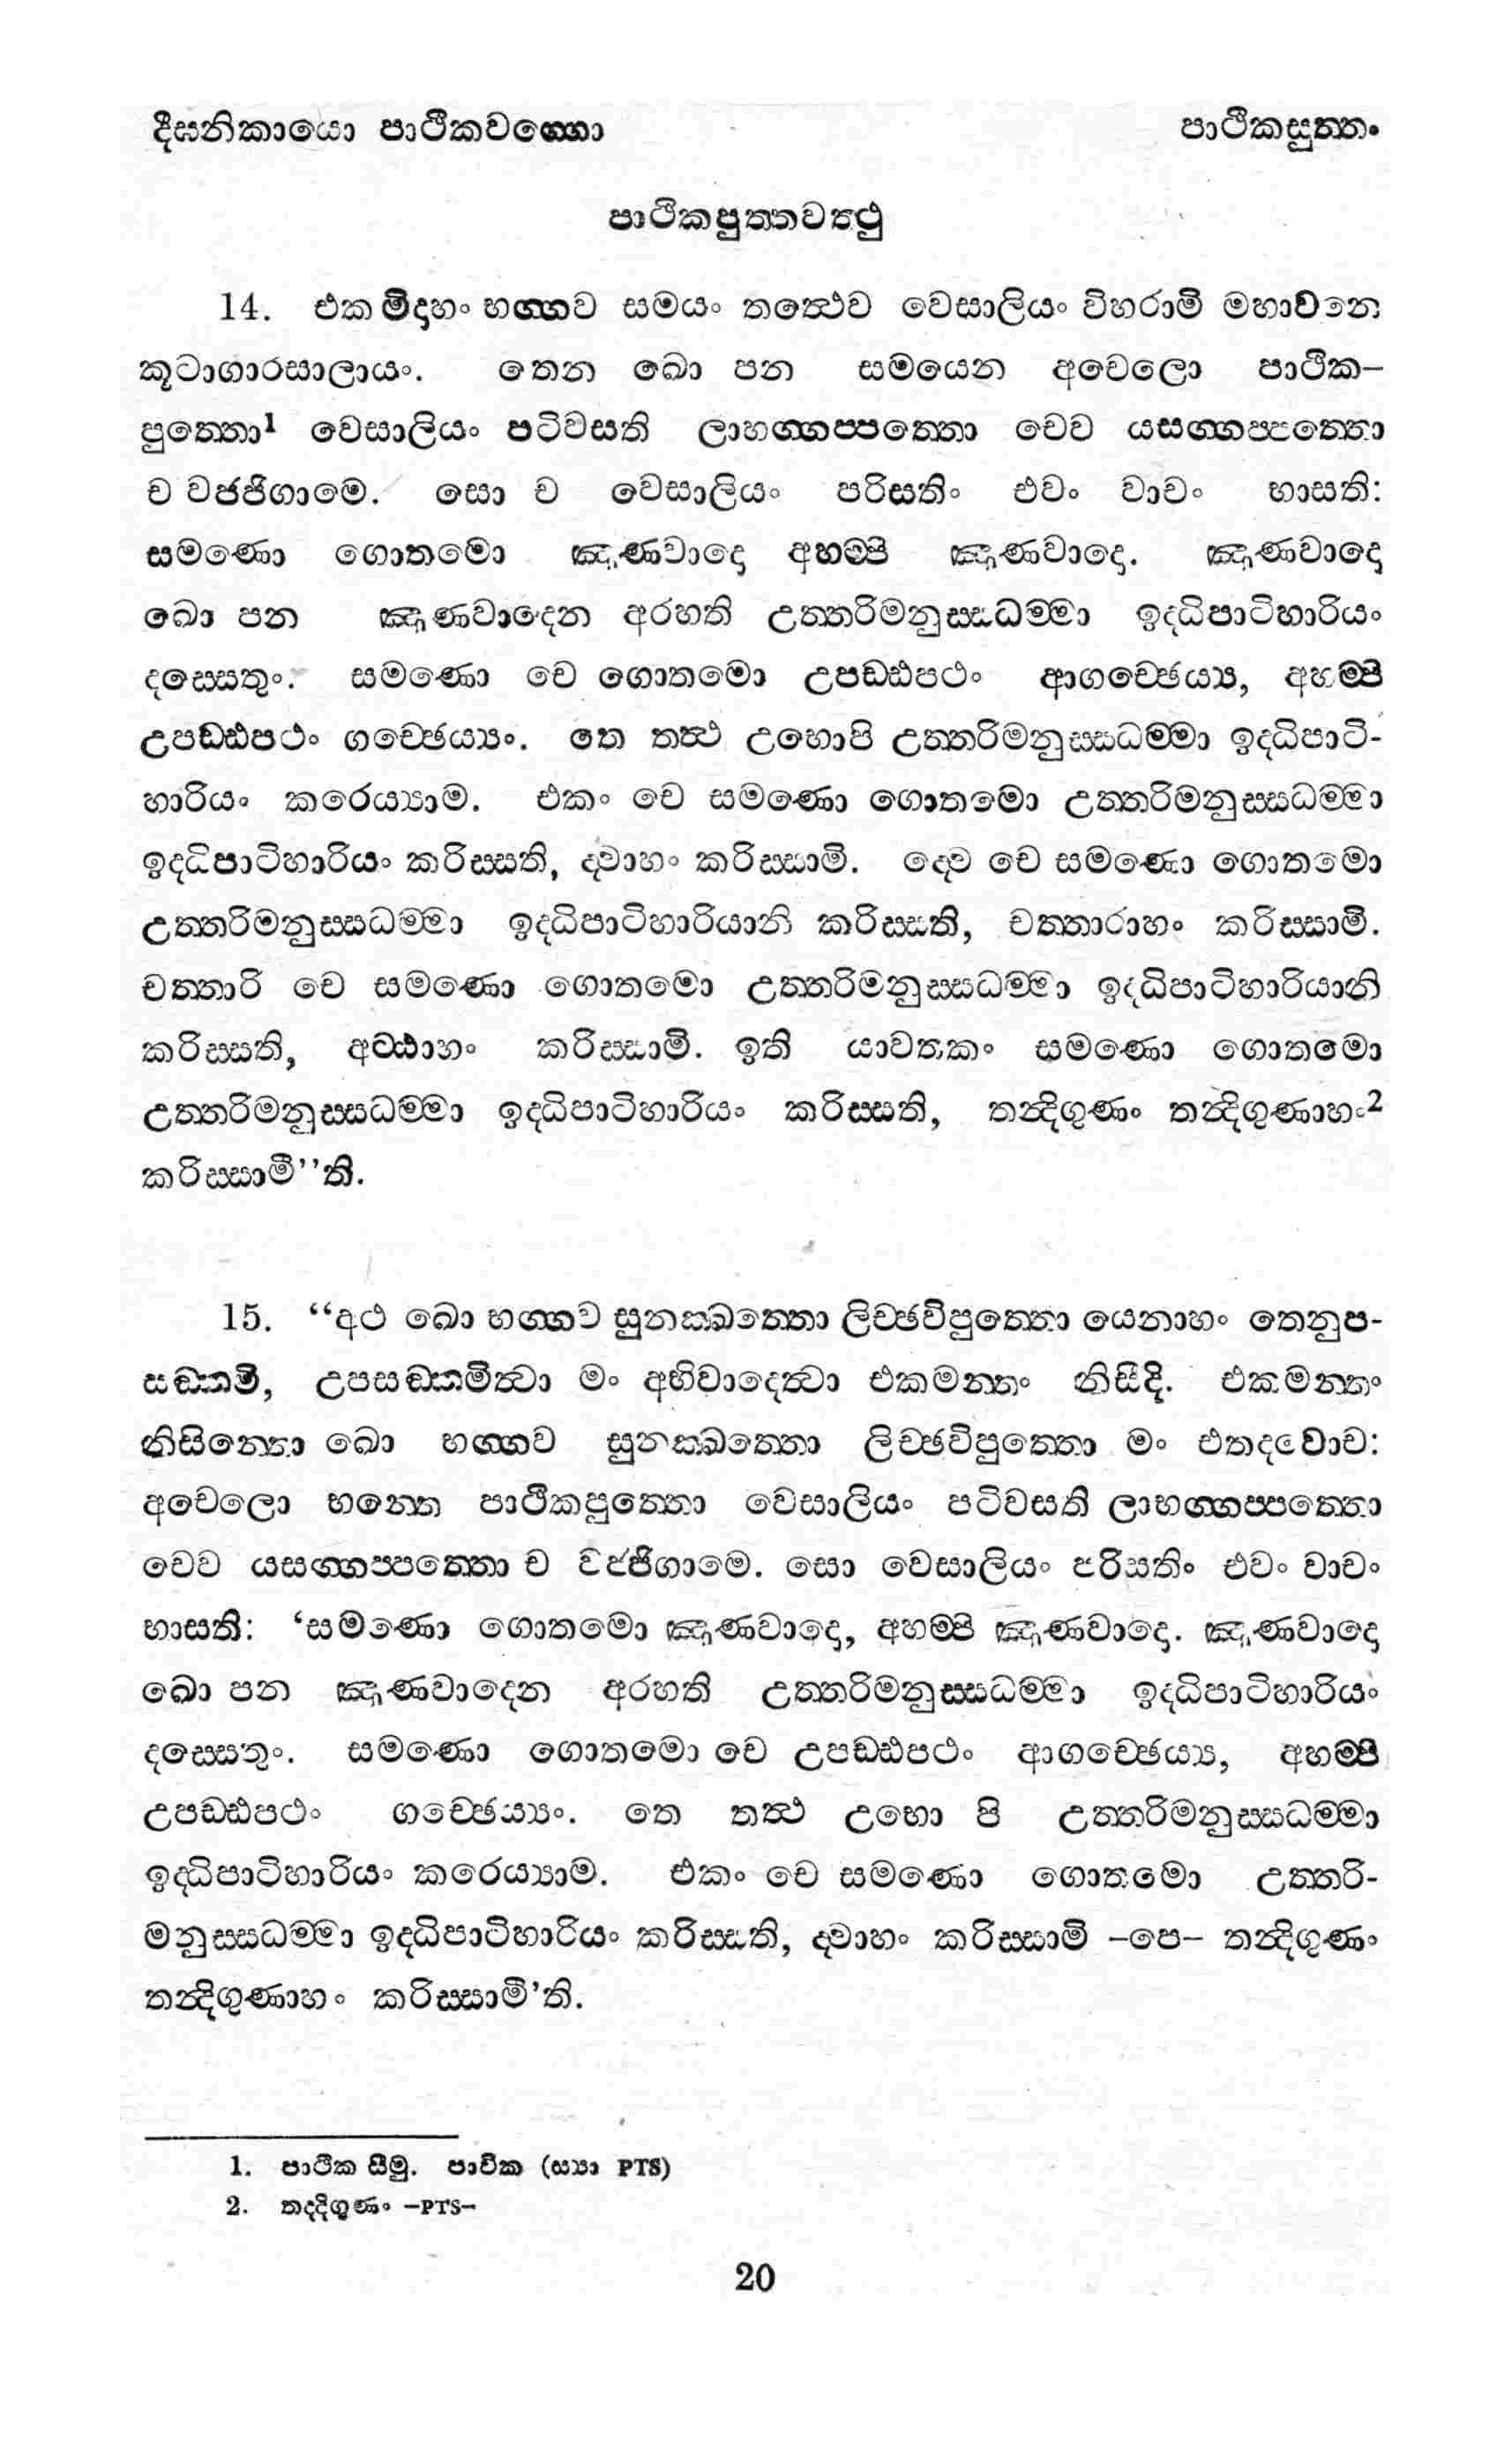 දීඝනිකායො පාථිකවග්ගො
පාථිකසුත්තං
පාථිකපුත්තවත්ථු
14. එකමිදාහං භග්ගව සමයං තත්ථෙව වෙසාලියං විහරාමි මහාවනෙ
කූටාගාරසාලායං. තෙන ඛො පන සමයෙන අචෙලො පාථික–
පුත්තො1 වෙසාලියං පටිවසති ලාභග්ගප්පත්තො චෙව යසග්ගප්පත්තො
ච වජ්ජිගාමෙ. සො ච වෙසාලියං පරිසතිං එවං වාචං භාසති:
සමණො ගොතමො ඤාණවාදො අහම්පි ඤාණවාදො. ඤාණවාදො
ඛො පන ඤාණවාදෙන අරහති උත්තරිමනුස්සධම්මා ඉද්ධිපාටිහාරියං
දස්සෙතුං. සමණො චෙ ගොතමො උපඩ්ඪපථං ආගච්ඡෙය්‍ය, අහම්පි
උපඩ්ඪපථං ගච්ඡෙය්‍යං. තෙ තත්ථ උභොපි උත්තරිමනුස්සධම්මා ඉද්ධිපාටි-
හාරියං කරෙය්‍යාම. එකං චෙ සමණො ගොතමො උත්තරිමනුස්සධම්මා
ඉද්ධිපාටිහාරියං කරිස්සති, ද්වාහං කරිස්සාමි. ද්වෙ චෙ සමණො ගොතමො
උත්තරිමනුස්සධම්මා ඉද්ධිපාටිහාරියානි කරිස්සති, චත්තාරාහං කරිස්සාමි.
චත්තාරි චෙ සමණො ගොතමො උත්තරිමනුස්සධම්මා ඉද්ධිපාටිහාරියානි
කරිස්සති, අට්ඨාහං කරිස්සාමි. ඉති යාවතකං සමණො ගොතමො
උත්තරිමනුස්සධම්මා ඉද්ධිපාටිහාරියං කරිස්සති, තන්දිගුණං තන්දිගුණාහං2
කරිස්සාමී’’ති.
15. “අථ ඛො භග්ගව සුනක්ඛත්තො ලිච්ඡවිපුත්තො යෙනාහං තෙනුප-
සඞ්කමි, උපසඞ්කමිත්වා මං අභිවාදෙත්වා එකමන්තං නිසීදි. එකමන්තං
නිසින්නො ඛො භග්ගව සුනක්ඛත්තො ලිච්ඡවිපුත්තො මං එතදවොච:
අචෙලො භන්තෙ පාථිකපුත්තො වෙසාලියං පටිවසති ලාභග්ගප්පත්තො
චෙව යසග්ගප්පත්තො ච වජ්ජිගාමෙ. සො වෙසාලියං පරිසතිං එවං වාචං
භාසති: ‘සමණො ගොතමො ඤාණවාදො, අහම්පි ඤාණවාදො. ඤාණවාදො
ඛො පන ඤාණවාදෙන අරහති උත්තරිමනුස්සධම්මා ඉද්ධිපාටිහාරියං
දස්සෙතුං. සමණො ගොතමො චෙ උපඩ්ඪපථං ආගච්ඡෙය්‍ය, අහම්පි
උපඩ්ඪපථං ගච්ඡෙය්‍යං. තෙ තත්ථ උභො පි උත්තරිමනුස්සධම්මා
ඉද්ධිපාටිහාරියං කරෙය්‍යාම. එකං චෙ සමණො ගොතමො උත්තරි-
මනුස්සධම්මා ඉද්ධිපාටිහාරියං කරිස්සති, ද්වාහං කරිස්සාමි –පෙ– තන්දිගුණං
තන්දිගුණාහං කරිස්සාමී’ති.
1. පාථීක සීමු. පාටික (ස්‍යා PTS)
2. තද්දිගුණං –PTS–
20